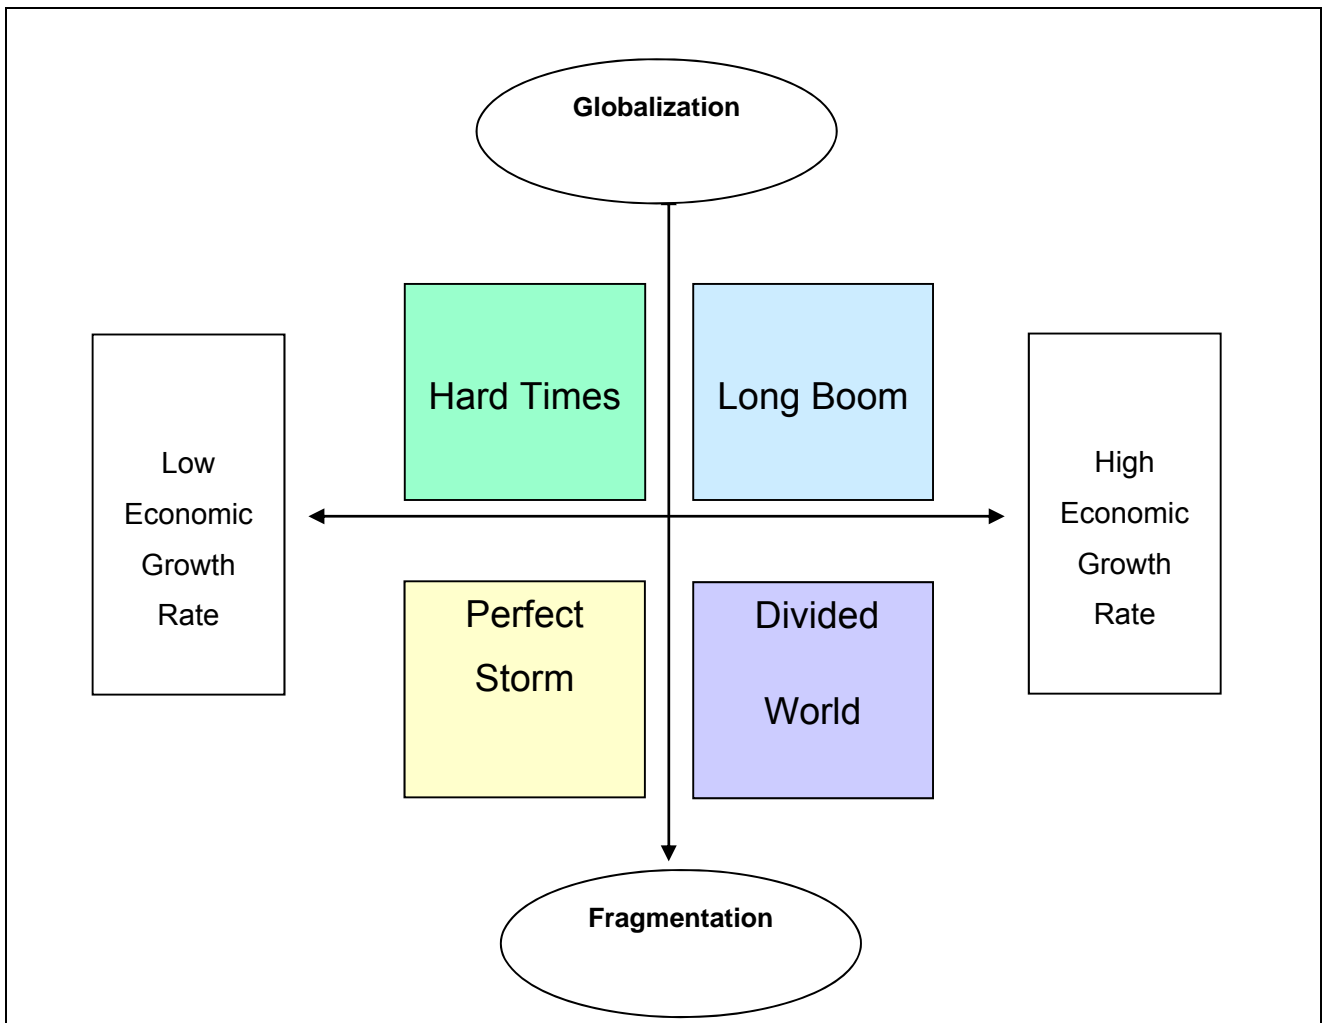 Globalization
Hard Times
Long Boom
Low
Economic
Growth
Rate
High
Economic
Growth
Rate
Perfect
Storm
Divided
World
Fragmentation